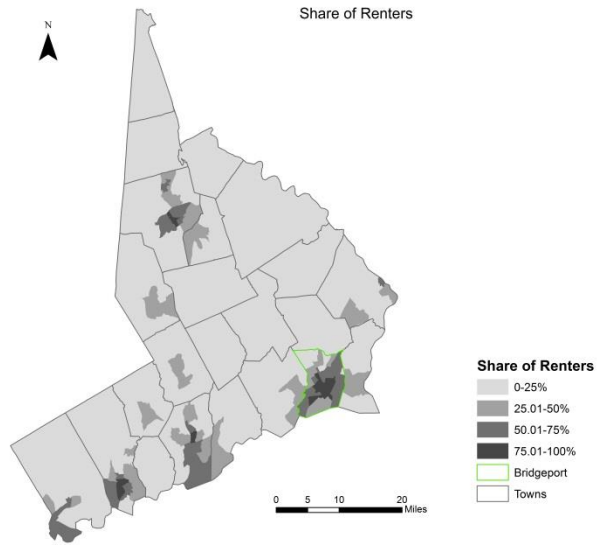 Share of Renters
N
Share of Renters
0-25%
25.01-50%
50.01-75%
75.01-100%
Bridgeport
Towns
0 5 10 20
Miles